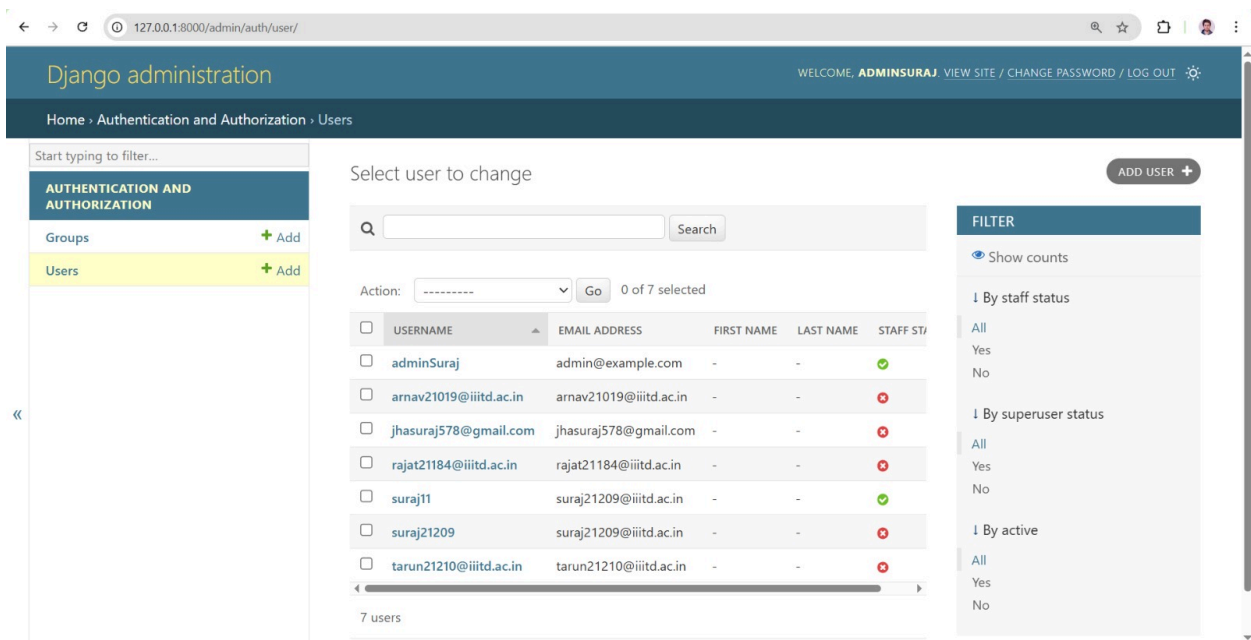 127.0.0.1:8000/admin/auth/user/
Django administration
WELCOME, ADMINSURAJ. VIEW SITE / CHANGE PASSWORD / LOG OUT
Home › Authentication and Authorization › Users
Start typing to filter...
AUTHENTICATION AND
AUTHORIZATION
Groups + Add
Users + Add
«
Select user to change
ADD USER +
Search
Action: --------- Go 0 of 7 selected
USERNAME EMAIL ADDRESS FIRST NAME LAST NAME STAFF STA
adminSuraj admin@example.com - -
arnav21019@iiitd.ac.in arnav21019@iiitd.ac.in - -
jhasuraj578@gmail.com jhasuraj578@gmail.com - -
rajat21184@iiitd.ac.in rajat21184@iiitd.ac.in - -
suraj11 suraj21209@iiitd.ac.in - -
suraj21209 suraj21209@iiitd.ac.in - -
tarun21210@iiitd.ac.in tarun21210@iiitd.ac.in - -
7 users
FILTER
Show counts
↓ By staff status
All
Yes
No
↓ By superuser status
All
Yes
No
↓ By active
All
Yes
No